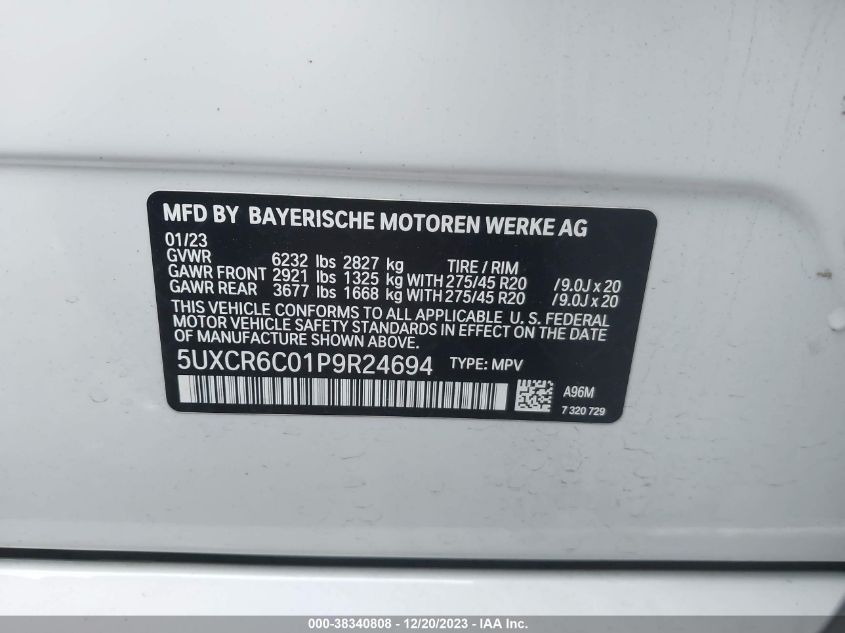 MFD BY BAYERISCHE MOTOREN WERKE AG
01/23
GVWR 6232 lbs 2827 kg TIRE / RIM
GAWR FRONT 2921 lbs 1325 kg WITH 275/45 R20 /9.0J x 20
GAWR REAR 3677 lbs 1668 kg WITH 275/45 R20 /9.0J x 20
THIS VEHICLE CONFORMS TO ALL APPLICABLE U.S. FEDERAL
MOTOR VEHICLE SAFETY STANDARDS IN EFFECT ON THE DATE
OF MANUFACTURE SHOWN ABOVE.
5UXCR6C01P9R24694 TYPE: MPV
A96M
7 320 729
000-38340808 - 12/20/2023 - IAA Inc.